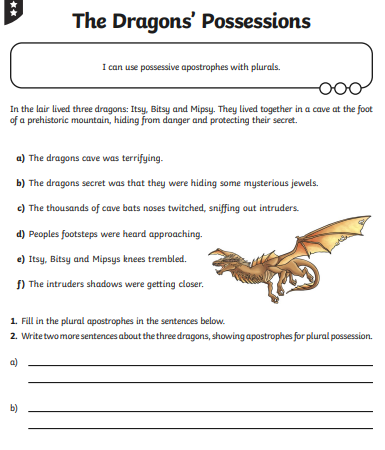 The Dragons' Possessions
I can use possessive apostrophes with plurals.
In the lair lived three dragons: Itsy, Bitsy and Mipsy. They lived together in a cave at the foot
of a prehistoric mountain, hiding from danger and protecting their secret.
a) The dragons cave was terrifying.
b) The dragons secret was that they were hiding some mysterious jewels.
c) The thousands of cave bats noses twitched, sniffing out intruders.
d) Peoples footsteps were heard approaching.
e) Itsy, Bitsy and Mipsys knees trembled.
f) The intruders shadows were getting closer.
1. Fill in the plural apostrophes in the sentences below.
2. Write two more sentences about the three dragons, showing apostrophes for plural possession.
a)
b)